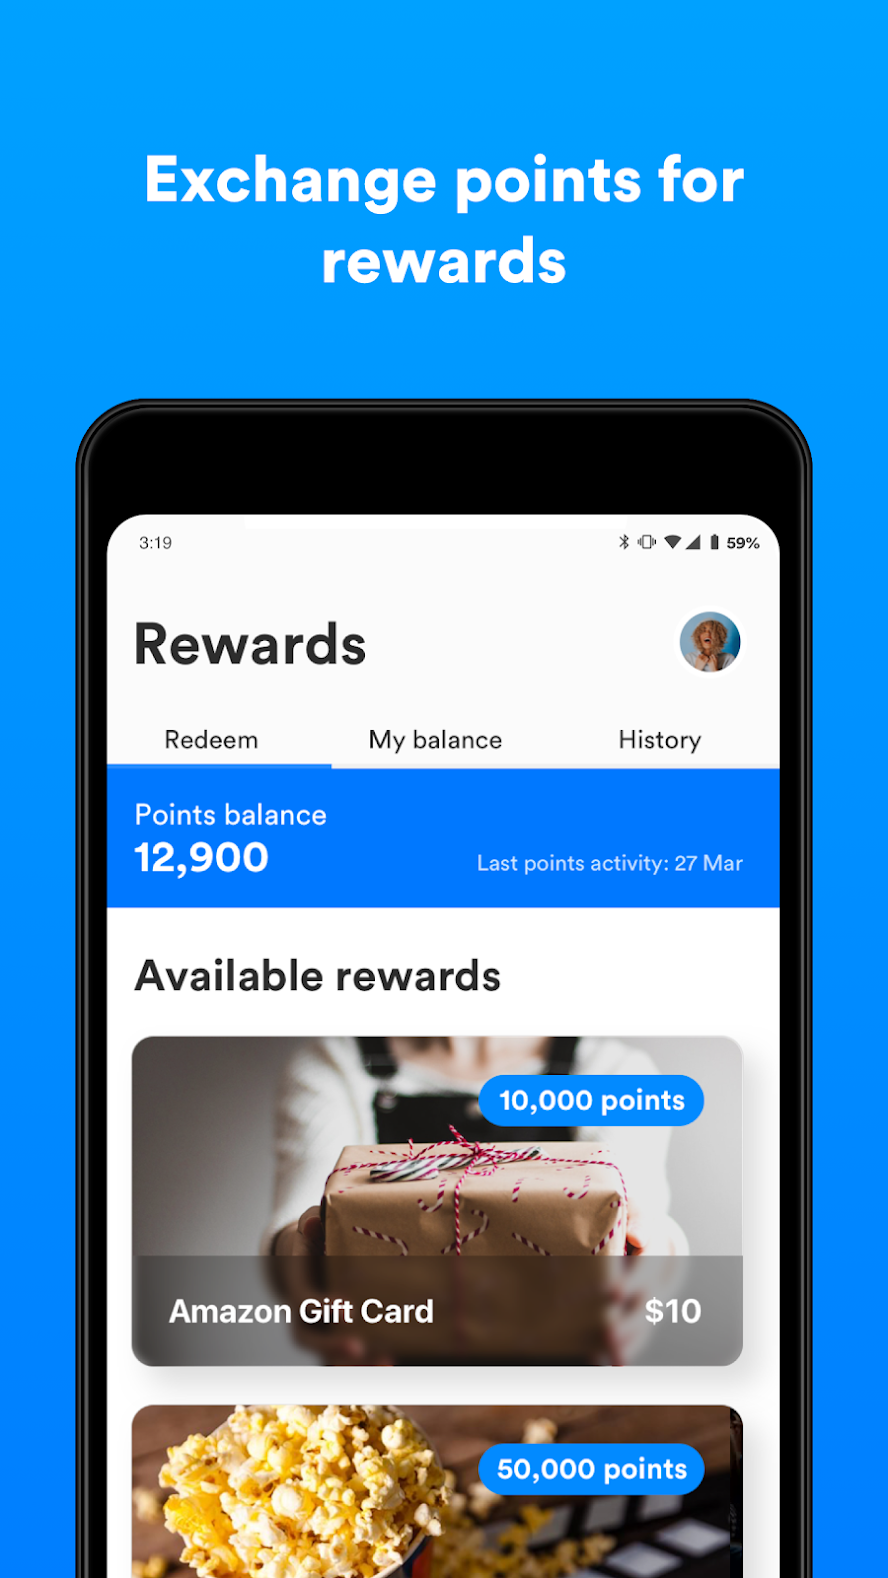 Exchange points for
rewards
3:19
59%
Rewards
Redeem
My balance
History
Points balance
12,900
Last points activity: 27 Mar
Available rewards
10,000 points
Amazon Gift Card
$10
50,000 points